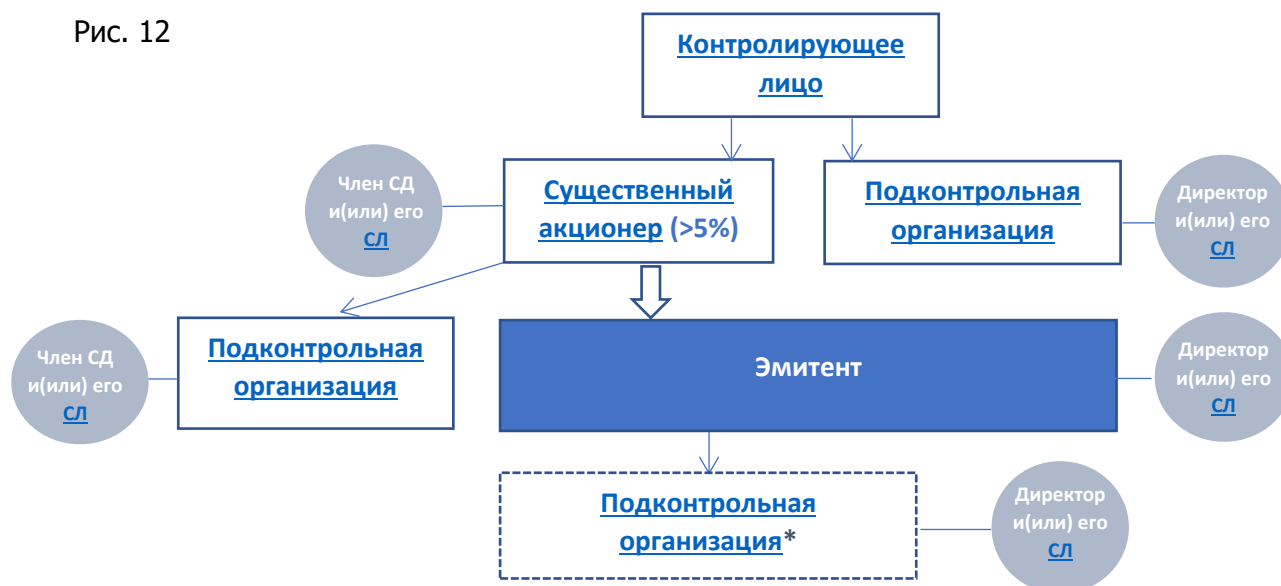 Рис. 12
Контролирующее
лицо
Член СД
и(или) его
СЛ
Существенный
акционер (>5%)
Подконтрольная
организация
Директор
и(или) его
СЛ
Член СД
и(или) его
СЛ
Подконтрольная
организация
Эмитент
Директор
и(или) его
СЛ
Подконтрольная
организация*
Директор
и(или) его
СЛ